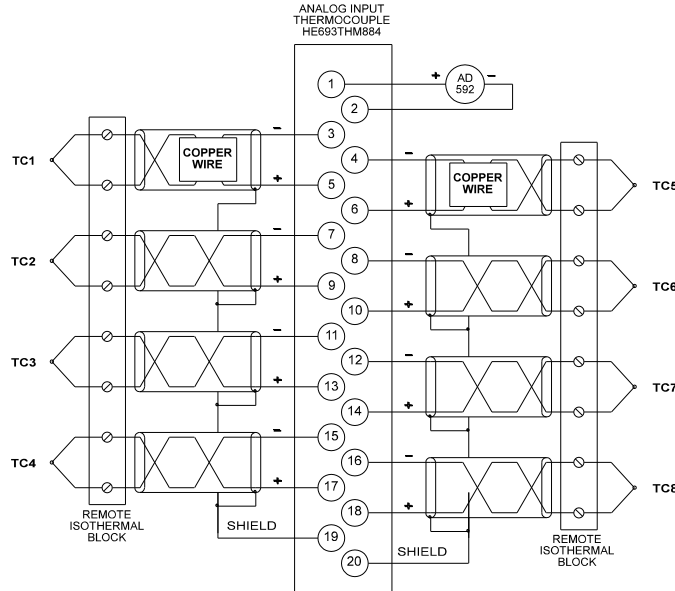 ANALOG INPUT
THERMOCOUPLE
HE693THM884
1
+
AD
592
–
2
–
3
TC1
COPPER
WIRE
+
5
–
4
COPPER
WIRE
+
6
TC5
–
7
TC2
+
9
–
8
TC6
+
10
–
11
TC3
+
13
–
12
TC7
+
14
–
15
TC4
+
17
–
16
TC8
+
18
REMOTE
ISOTHERMAL
BLOCK
SHIELD
19
20
SHIELD
REMOTE
ISOTHERMAL
BLOCK